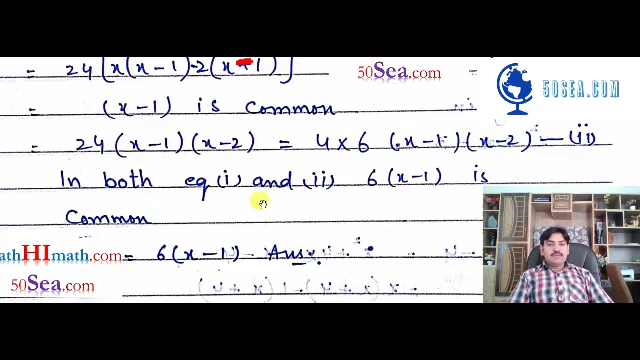 = 24[x(x-1)-2(x-1)]
50Sea.com
50SEA.COM
= (x-1) is common
= 24(x-1)(x-2) = 4×6 (x-1)(x-2) — (ii)
In both eq(i) and (ii) 6(x-1) is
Common
athHImath.com = 6(x-1) Ans.
50Sea.com